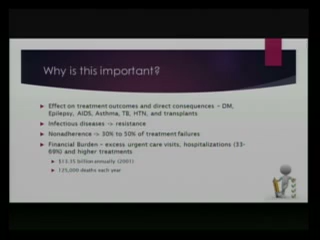 Why is this important?
Effect on treatment outcomes and direct consequences – DM,
Epilepsy, AIDS, Asthma, TB, HTN, and transplants
Infectious diseases -> resistance
Nonadherence -> 30% to 50% of treatment failures
Financial Burden – excess urgent care visits, hospitalizations (33-
69%) and higher treatments
billion annually (2001)
125,000 deaths each year